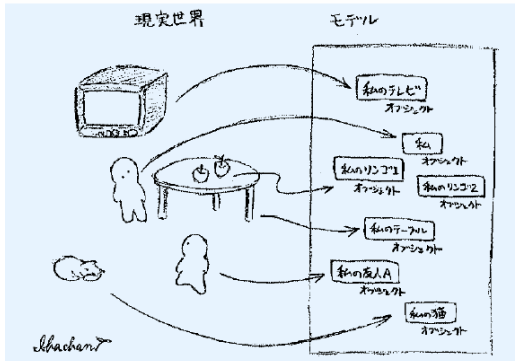 現実世界
モデル
私のテレビ
オブジェクト
私
オブジェクト
私のリンゴ1
オブジェクト
私のリンゴ2
オブジェクト
私のテーブル
オブジェクト
私の友人A
オブジェクト
私の猫
オブジェクト